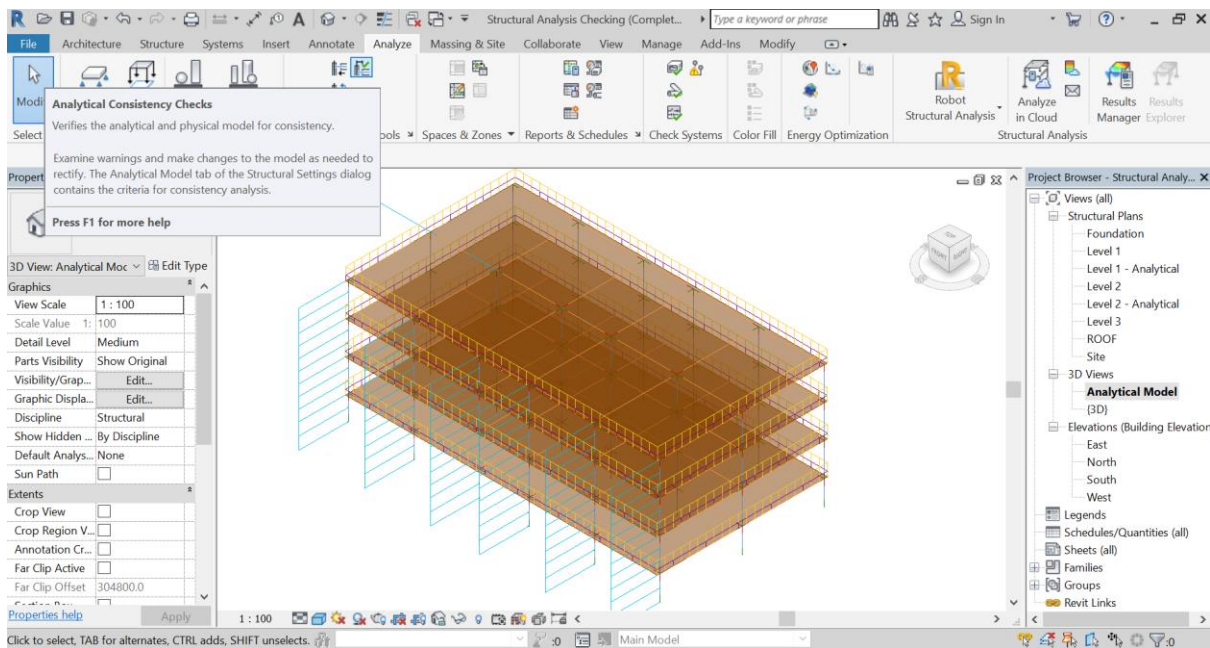 Structural Analysis Checking (Complet...
Type a keyword or phrase
Sign In
File Architecture Structure Systems Insert Annotate Analyze Massing & Site Collaborate View Manage Add-Ins Modify
Modi
Robot
Structural Analysis
Analyze
in Cloud
Results
Manager
Results
Explorer
Select
ools Spaces & Zones Reports & Schedules Check Systems Color Fill Energy Optimization Structural Analysis
Analytical Consistency Checks
Verifies the analytical and physical model for consistency.
Examine warnings and make changes to the model as needed to
rectify. The Analytical Model tab of the Structural Settings dialog
contains the criteria for consistency analysis.
Press F1 for more help
Propert
3D View: Analytical Moc Edit Type
Graphics
View Scale 1 : 100
Scale Value 1: 100
Detail Level Medium
Parts Visibility Show Original
Visibility/Grap... Edit...
Graphic Displa... Edit...
Discipline Structural
Show Hidden ... By Discipline
Default Analys... None
Sun Path
Extents
Crop View
Crop Region V...
Annotation Cr...
Far Clip Active
Far Clip Offset 304800.0
Properties help Apply
TOP
FRONT RIGHT
Project Browser - Structural Analy...
Views (all)
Structural Plans
Foundation
Level 1
Level 1 - Analytical
Level 2
Level 2 - Analytical
Level 3
ROOF
Site
3D Views
Analytical Model
{3D}
Elevations (Building Elevation
East
North
South
West
Legends
Schedules/Quantities (all)
Sheets (all)
Families
Groups
Revit Links
1 : 100
Click to select, TAB for alternates, CTRL adds, SHIFT unselects.
:0
Main Model
:0